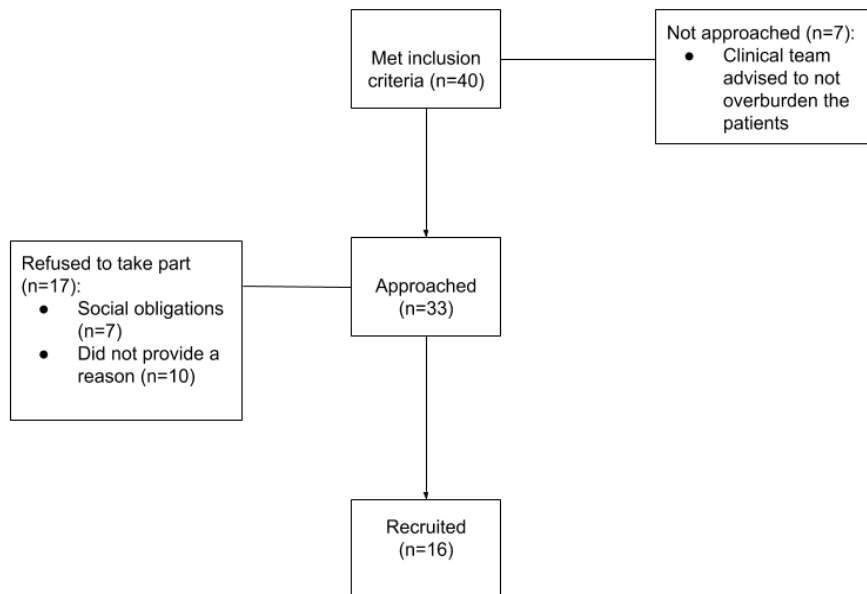 Met inclusion
criteria (n=40)
Not approached (n=7):
● Clinical team
advised to not
overburden the
patients
Refused to take part
(n=17):
● Social obligations
(n=7)
● Did not provide a
reason (n=10)
Approached
(n=33)
Recruited
(n=16)